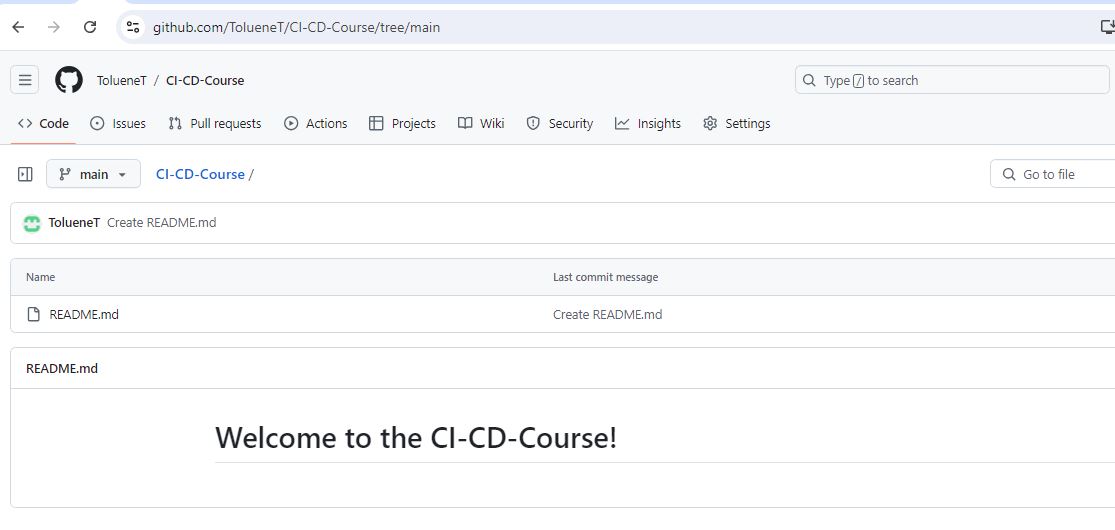 github.com/TolueneT/CI-CD-Course/tree/main
TolueneT / CI-CD-Course
Type / to search
Code Issues Pull requests Actions Projects Wiki Security Insights Settings
main CI-CD-Course /
Go to file
TolueneT Create README.md
Name Last commit message
README.md Create README.md
README.md
Welcome to the CI-CD-Course!